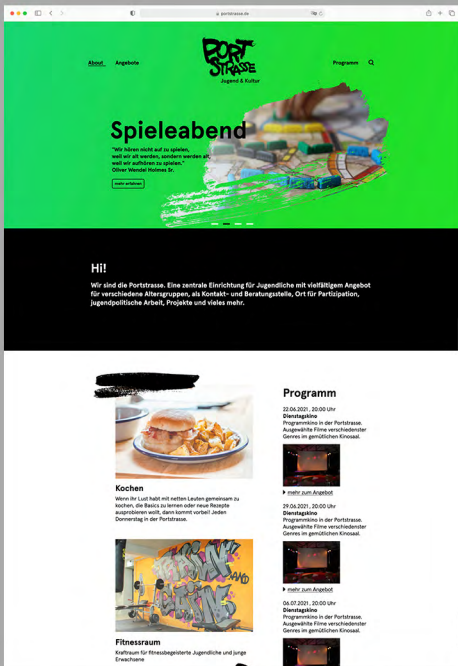 portstrasse.de
PORT
STRASSE
Jugend & Kultur
About
Angebote
Programm
Spieleabend
"Wir hören nicht auf zu spielen,
weil wir alt werden, sondern werden alt,
weil wir aufhören zu spielen."
Oliver Wendel Holmes Sr.
mehr erfahren
Hi!
Wir sind die Portstrasse. Eine zentrale Einrichtung für Jugendliche mit vielfältigem Angebot
für verschiedene Altersgruppen, als Kontakt- und Beratungsstelle, Ort für Partizipation,
jugendpolitische Arbeit, Projekte und vieles mehr.
Kochen
Wenn ihr Lust habt mit netten Leuten gemeinsam zu
kochen, die Basics zu lernen oder neue Rezepte
ausprobieren wollt, dann kommt vorbei! Jeden
Donnerstag in der Portstrasse.
Fitnessraum
Kraftraum für fitnessbegeisterte Jugendliche und junge
Erwachsene
Programm
22.06.2021, 20:00 Uhr
Dienstagskino
Programmkino in der Portstrasse.
Ausgewählte Filme verschiedenster
Genres im gemütlichen Kinosaal.
mehr zum Angebot
29.06.2021, 20:00 Uhr
Dienstagskino
Programmkino in der Portstrasse.
Ausgewählte Filme verschiedenster
Genres im gemütlichen Kinosaal.
mehr zum Angebot
06.07.2021, 20:00 Uhr
Dienstagskino
Programmkino in der Portstrasse.
Ausgewählte Filme verschiedenster
Genres im gemütlichen Kinosaal.